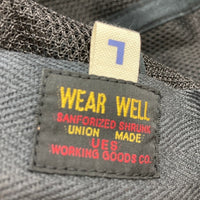 L
WEAR WELL
SANFORIZED SHRUNK
UNION MADE
UES
WORKING GOODS CO.